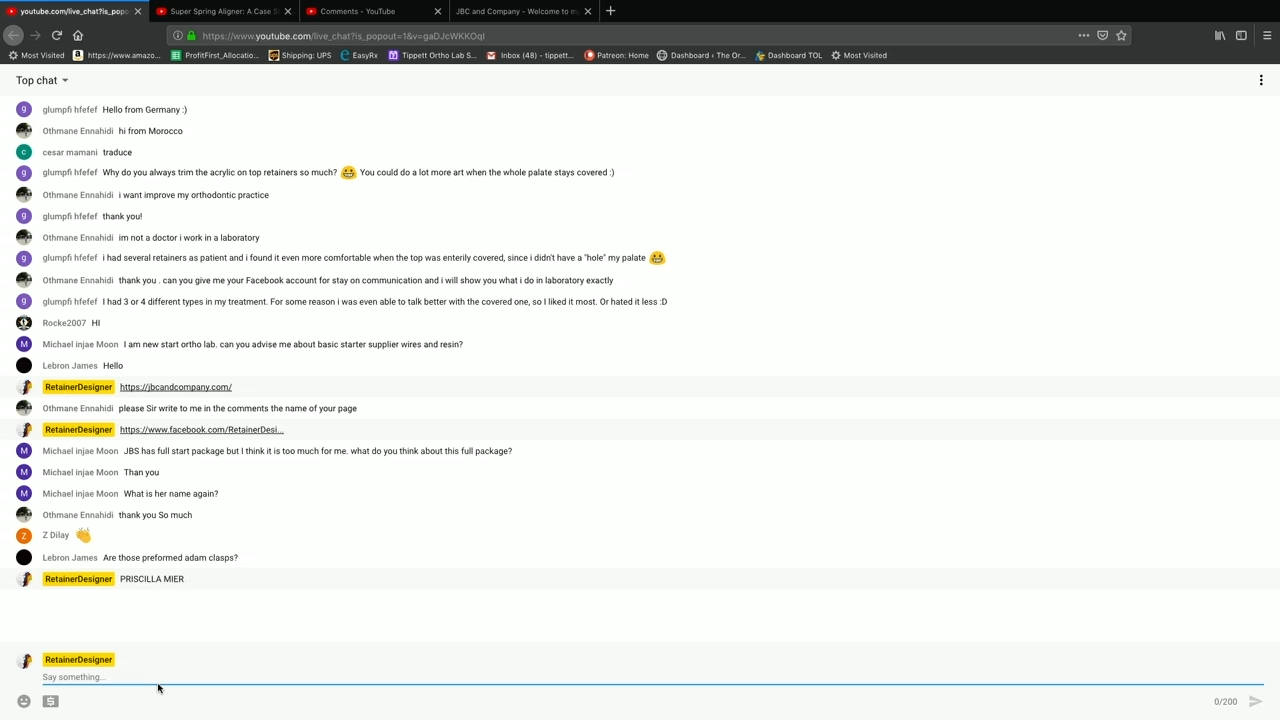 youtube.com/live_chat?is_popo
Super Spring Aligner: A Case S
Comments - YouTube
JBC and Company - Welcome to m
https://www.youtube.com/live_chat?is_popout=1&v=gaDJcWKKOqI
Most Visited
https://www.amazo...
ProfitFirst_Allocatio...
Shipping: UPS
EasyRx
Tippett Ortho Lab S...
Inbox (48) - tippett...
Patreon: Home
Dashboard ‹ The Or...
Dashboard TOL
Most Visited
Top chat
g glumpfi hfefef Hello from Germany :)
Othmane Ennahidi hi from Morocco
c cesar mamani traduce
g glumpfi hfefef Why do you always trim the acrylic on top retainers so much? 😀 You could do a lot more art when the whole palate stays covered :)
Othmane Ennahidi i want improve my orthodontic practice
g glumpfi hfefef thank you!
Othmane Ennahidi im not a doctor i work in a laboratory
g glumpfi hfefef i had several retainers as patient and i found it even more comfortable when the top was enterily covered, since i didn't have a "hole" my palate 😀
Othmane Ennahidi thank you . can you give me your Facebook account for stay on communication and i will show you what i do in laboratory exactly
g glumpfi hfefef I had 3 or 4 different types in my treatment. For some reason i was even able to talk better with the covered one, so I liked it most. Or hated it less :D
Rocke2007 HI
M Michael injae Moon I am new start ortho lab. can you advise me about basic starter supplier wires and resin?
Lebron James Hello
RetainerDesigner https://jbcandcompany.com/
Othmane Ennahidi please Sir write to me in the comments the name of your page
RetainerDesigner https://www.facebook.com/RetainerDesi...
M Michael injae Moon JBS has full start package but I think it is too much for me. what do you think about this full package?
M Michael injae Moon Than you
M Michael injae Moon What is her name again?
Othmane Ennahidi thank you So much
Z Z Dilay 👏
Lebron James Are those preformed adam clasps?
RetainerDesigner PRISCILLA MIER
RetainerDesigner
Say something...
0/200